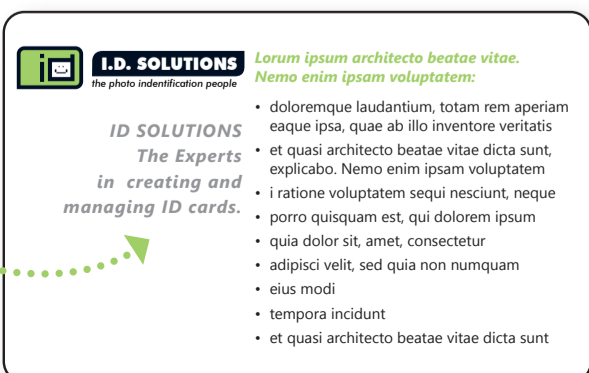 id
I.D. SOLUTIONS
the photo indentification people
ID SOLUTIONS
The Experts
in creating and
managing ID cards.
Lorum ipsum architecto beatae vitae.
Nemo enim ipsam voluptatem:
• doloremque laudantium, totam rem aperiam
eaque ipsa, quae ab illo inventore veritatis
• et quasi architecto beatae vitae dicta sunt,
explicabo. Nemo enim ipsam voluptatem
• i ratione voluptatem sequi nesciunt, neque
• porro quisquam est, qui dolorem ipsum
• quia dolor sit, amet, consectetur
• adipisci velit, sed quia non numquam
• eius modi
• tempora incidunt
• et quasi architecto beatae vitae dicta sunt